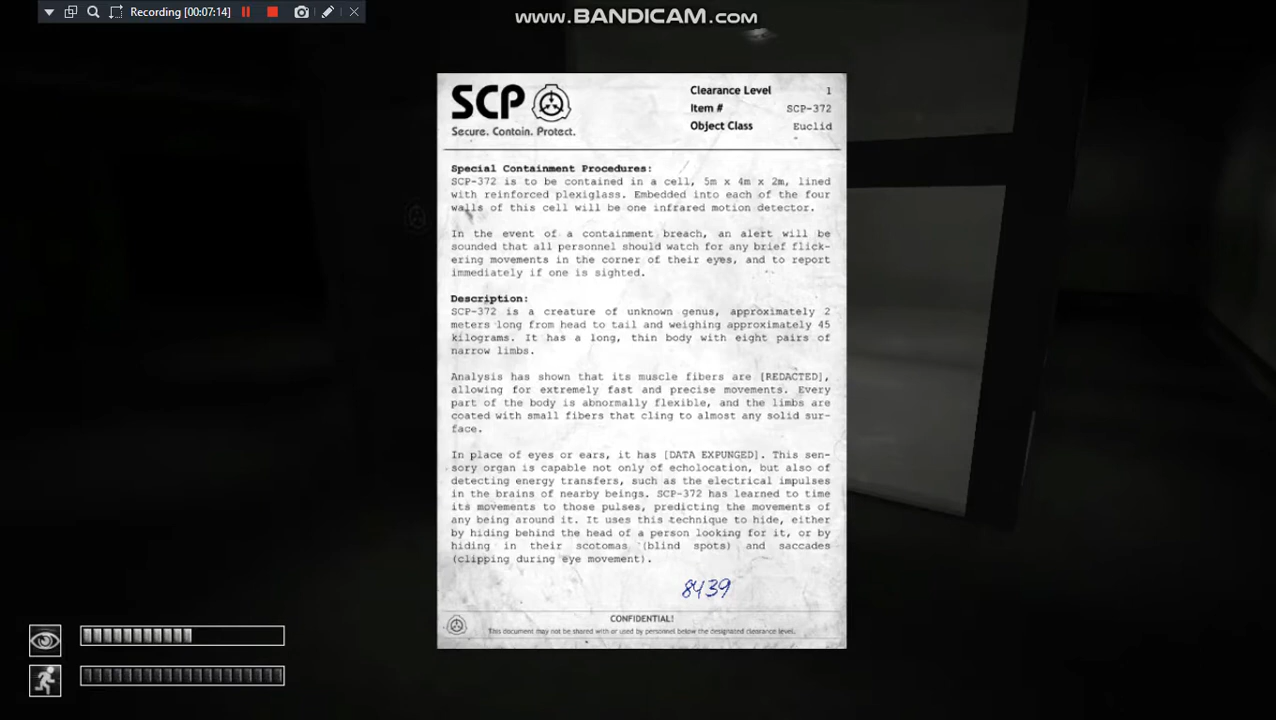 Recording [00:07:14]
www.BANDICAM.com
SCP
Secure. Contain. Protect.
Clearance Level 1
Item # SCP-372
Object Class Euclid
Special Containment Procedures:
SCP-372 is to be contained in a cell, 5m x 4m x 2m, lined
with reinforced plexiglass. Embedded into each of the four
walls of this cell will be one infrared motion detector.
In the event of a containment breach, an alert will be
sounded that all personnel should watch for any brief flick-
ering movements in the corner of their eyes, and to report
immediately if one is sighted.
Description:
SCP-372 is a creature of unknown genus, approximately 2
meters long from head to tail and weighing approximately 45
kilograms. It has a long, thin body with eight pairs of
narrow limbs.
Analysis has shown that its muscle fibers are [REDACTED],
allowing for extremely fast and precise movements. Every
part of the body is abnormally flexible, and the limbs are
coated with small fibers that cling to almost any solid sur-
face.
In place of eyes or ears, it has [DATA EXPUNGED]. This sen-
sory organ is capable not only of echolocation, but also of
detecting energy transfers, such as the electrical impulses
in the brains of nearby beings. SCP-372 has learned to time
its movements to those pulses, predicting the movements of
any being around it. It uses this technique to hide, either
by hiding behind the head of a person looking for it, or by
hiding in their scotomas (blind spots) and saccades
(clipping during eye movement).
8439
CONFIDENTIAL!
This document may not be shared with or used by personnel below the designated clearance level.